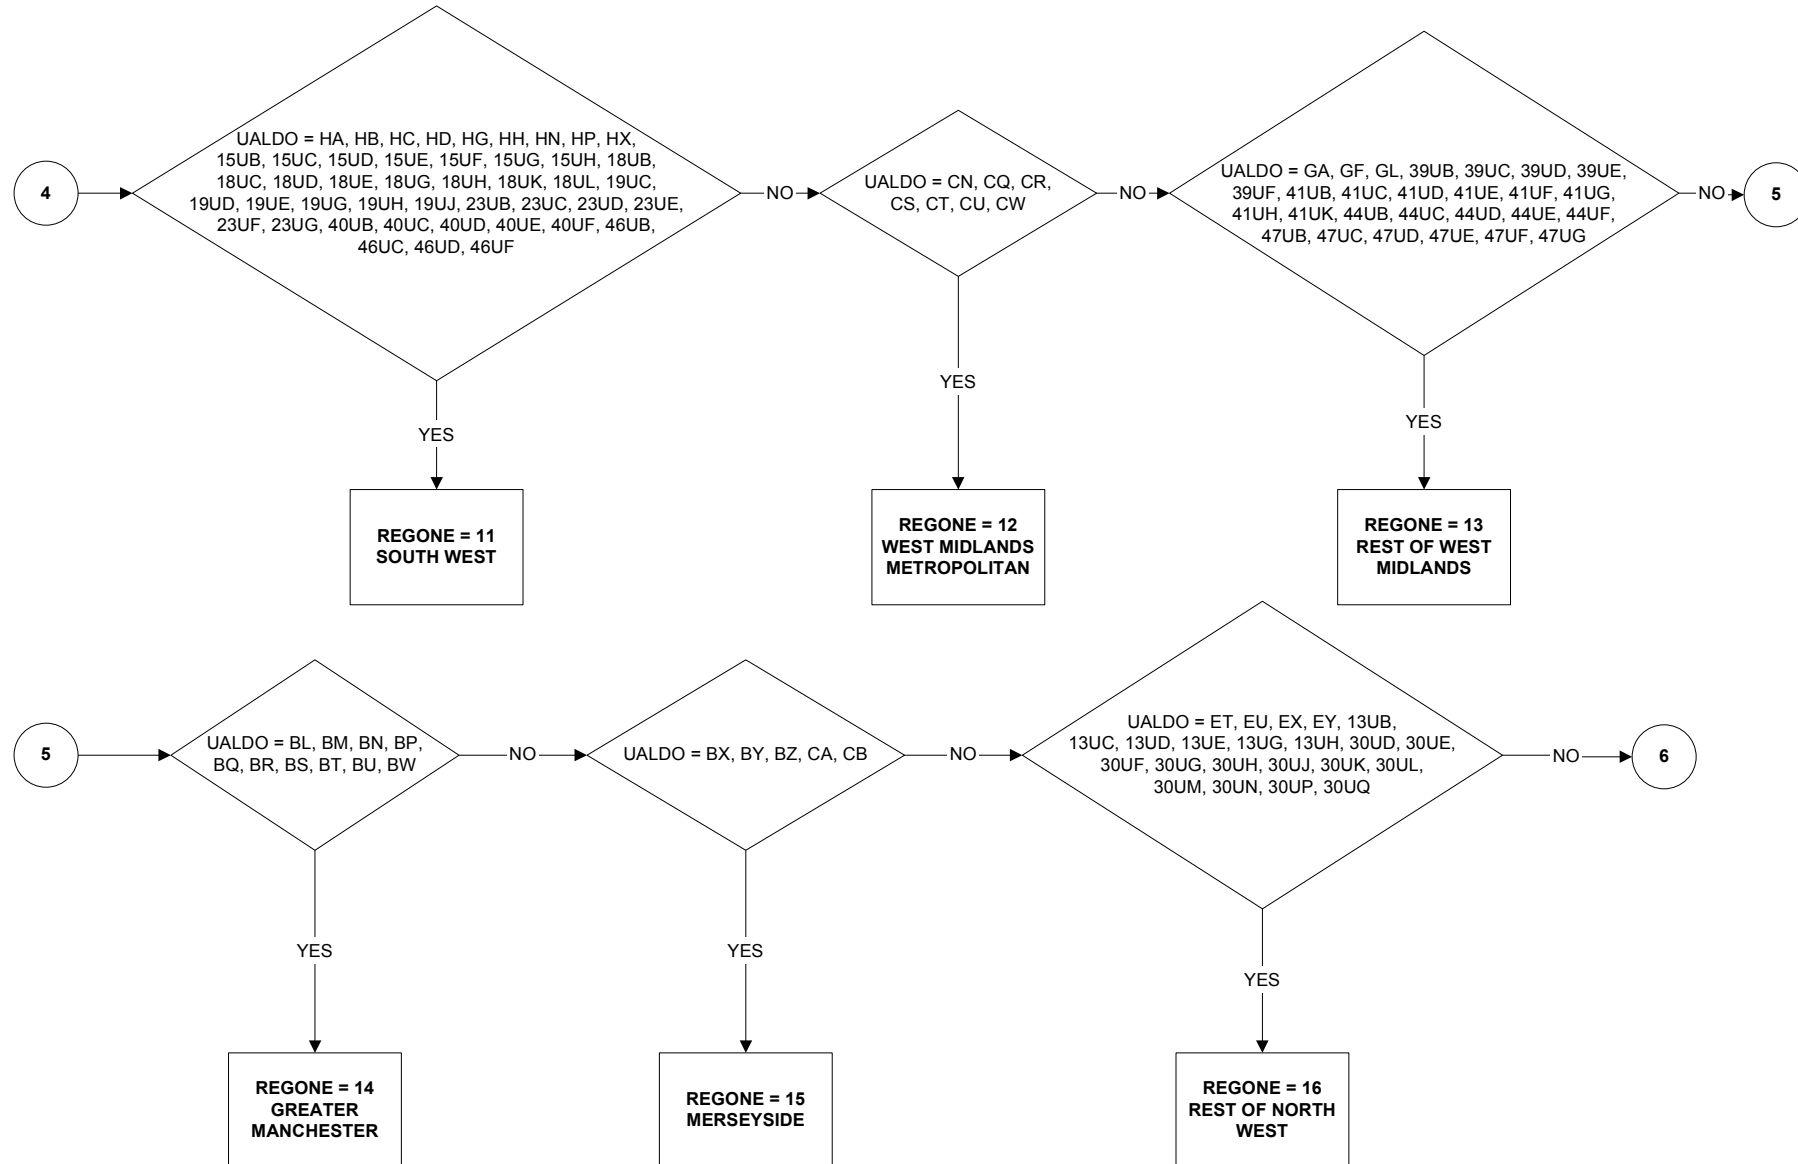 4
UALDO = HA, HB, HC, HD, HG, HH, HN, HP, HX,
15UB, 15UC, 15UD, 15UE, 15UF, 15UG, 15UH, 18UB,
18UC, 18UD, 18UE, 18UG, 18UH, 18UK, 18UL, 19UC,
19UD, 19UE, 19UG, 19UH, 19UJ, 23UB, 23UC, 23UD, 23UE,
23UF, 23UG, 40UB, 40UC, 40UD, 40UE, 40UF, 46UB,
46UC, 46UD, 46UF
NO
UALDO = CN, CQ, CR,
CS, CT, CU, CW
NO
UALDO = GA, GF, GL, 39UB, 39UC, 39UD, 39UE,
39UF, 41UB, 41UC, 41UD, 41UE, 41UF, 41UG,
41UH, 41UK, 44UB, 44UC, 44UD, 44UE, 44UF,
47UB, 47UC, 47UD, 47UE, 47UF, 47UG
NO
5
YES
YES
YES
REGONE = 11
SOUTH WEST
REGONE = 12
WEST MIDLANDS
METROPOLITAN
REGONE = 13
REST OF WEST
MIDLANDS
5
UALDO = BL, BM, BN, BP,
BQ, BR, BS, BT, BU, BW
NO
UALDO = BX, BY, BZ, CA, CB
NO
UALDO = ET, EU, EX, EY, 13UB,
13UC, 13UD, 13UE, 13UG, 13UH, 30UD, 30UE,
30UF, 30UG, 30UH, 30UJ, 30UK, 30UL,
30UM, 30UN, 30UP, 30UQ
NO
6
YES
YES
YES
REGONE = 14
GREATER
MANCHESTER
REGONE = 15
MERSEYSIDE
REGONE = 16
REST OF NORTH
WEST